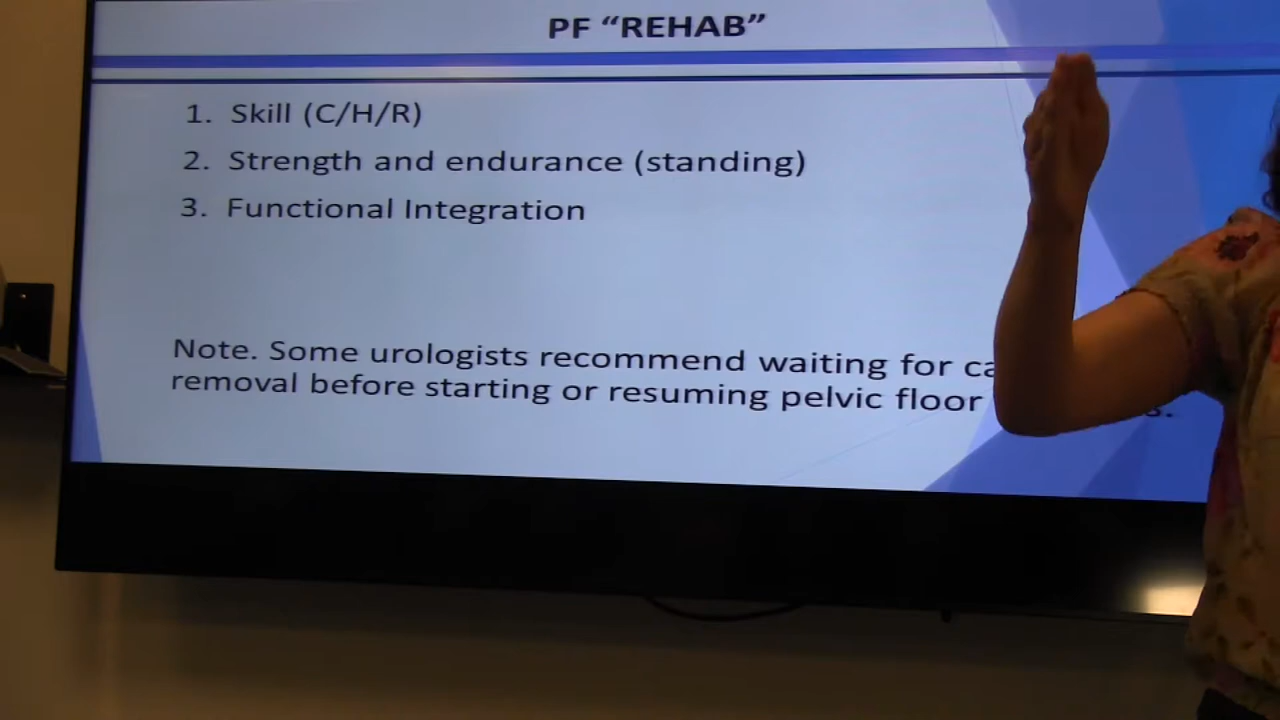 PF “REHAB”
1. Skill (C/H/R)
2. Strength and endurance (standing)
3. Functional Integration
Note. Some urologists recommend waiting for
removal before starting or resuming pelvic floor